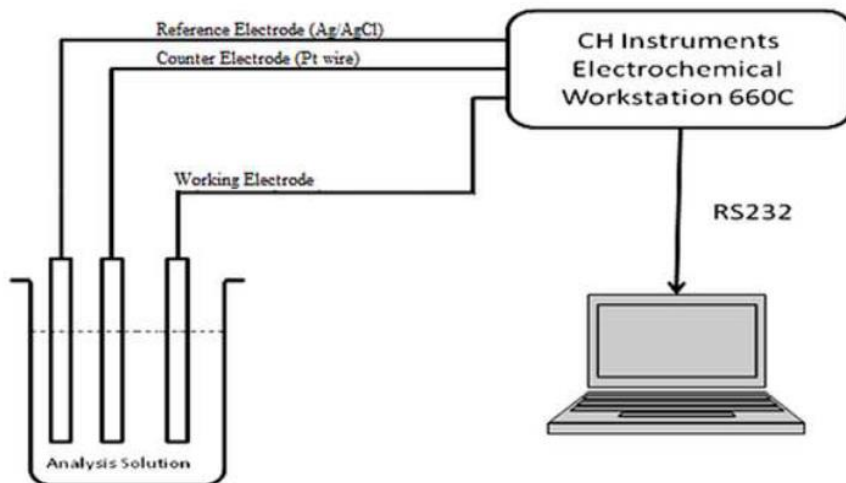 Reference Electrode (Ag/AgCl)
Counter Electrode (Pt wire)
Working Electrode
CH Instruments
Electrochemical
Workstation 660C
RS232
Analysis Solution